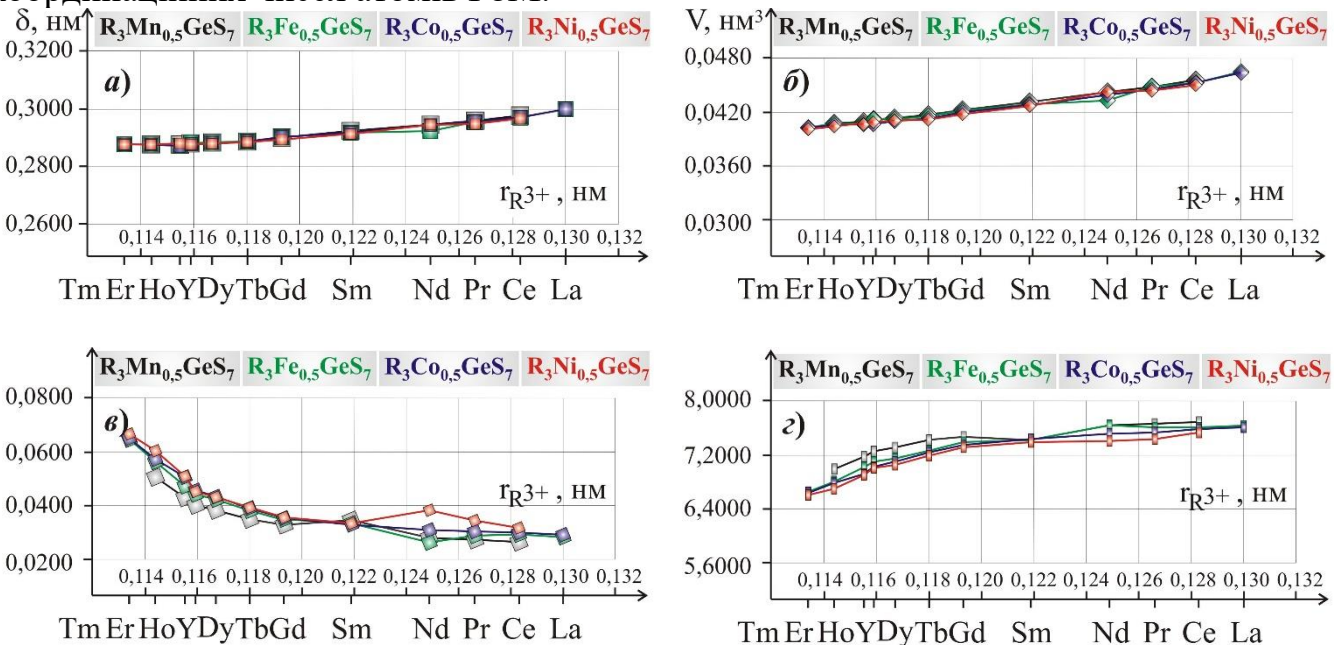 δ, нм R₃Mn₀,₅GeS₇ R₃Fe₀,₅GeS₇ R₃Co₀,₅GeS₇ R₃Ni₀,₅GeS₇
0,3200
а)
0,3000
0,2800
r_R³⁺ , нм
0,2600
0,114 0,116 0,118 0,120 0,122 0,124 0,126 0,128 0,130 0,132
Tm Er Ho Y Dy Tb Gd Sm Nd Pr Ce La
V, нм³ R₃Mn₀,₅GeS₇ R₃Fe₀,₅GeS₇ R₃Co₀,₅GeS₇ R₃Ni₀,₅GeS₇
0,0480
б)
0,0420
0,0360
r_R³⁺ , нм
0,0300
0,114 0,116 0,118 0,120 0,122 0,124 0,126 0,128 0,130 0,132
Tm Er Ho Y Dy Tb Gd Sm Nd Pr Ce La
R₃Mn₀,₅GeS₇ R₃Fe₀,₅GeS₇ R₃Co₀,₅GeS₇ R₃Ni₀,₅GeS₇
0,0800
в)
0,0600
0,0400
r_R³⁺ , нм
0,0200
0,114 0,116 0,118 0,120 0,122 0,124 0,126 0,128 0,130 0,132
Tm Er Ho Y Dy Tb Gd Sm Nd Pr Ce La
R₃Mn₀,₅GeS₇ R₃Fe₀,₅GeS₇ R₃Co₀,₅GeS₇ R₃Ni₀,₅GeS₇
8,0000
г)
7,2000
6,4000
r_R³⁺ , нм
5,6000
0,114 0,116 0,118 0,120 0,122 0,124 0,126 0,128 0,130 0,132
Tm Er Ho Y Dy Tb Gd Sm Nd Pr Ce La